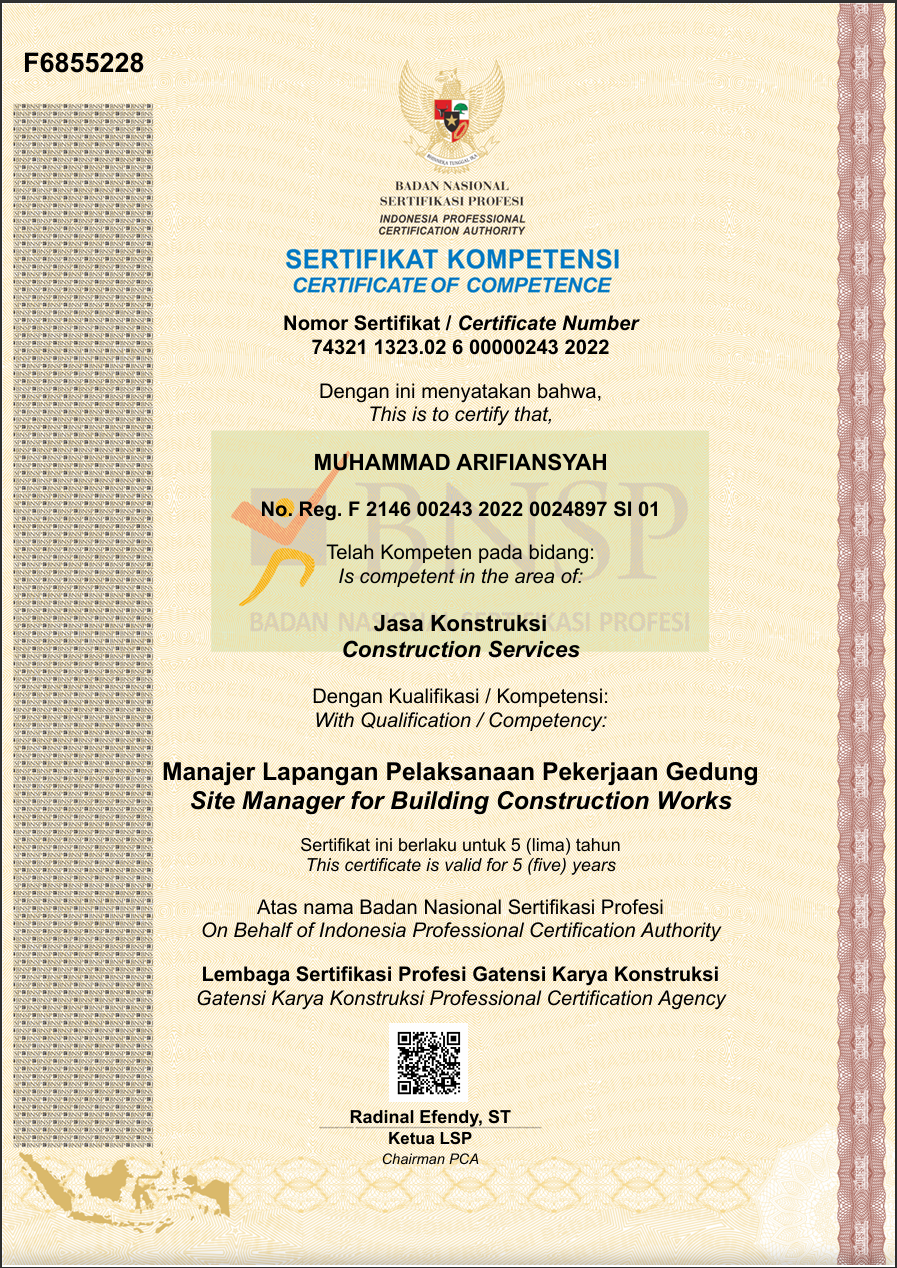 F6855228
BHINNEKA TUNGGAL IKA
BADAN NASIONAL
SERTIFIKASI PROFESI
INDONESIA PROFESSIONAL
CERTIFICATION AUTHORITY
SERTIFIKAT KOMPETENSI
CERTIFICATE OF COMPETENCE
Nomor Sertifikat / Certificate Number
74321 1323.02 6 00000243 2022
Dengan ini menyatakan bahwa,
This is to certify that,
MUHAMMAD ARIFIANSYAH
BNSP
No. Reg. F 2146 00243 2022 0024897 SI 01
Telah Kompeten pada bidang:
Is competent in the area of:
BADAN NASIONAL SERTIFIKASI PROFESI
Jasa Konstruksi
Construction Services
Dengan Kualifikasi / Kompetensi:
With Qualification / Competency:
Manajer Lapangan Pelaksanaan Pekerjaan Gedung
Site Manager for Building Construction Works
Sertifikat ini berlaku untuk 5 (lima) tahun
This certificate is valid for 5 (five) years
Atas nama Badan Nasional Sertifikasi Profesi
On Behalf of Indonesia Professional Certification Authority
Lembaga Sertifikasi Profesi Gatensi Karya Konstruksi
Gatensi Karya Konstruksi Professional Certification Agency
Radinal Efendy, ST
Ketua LSP
Chairman PCA